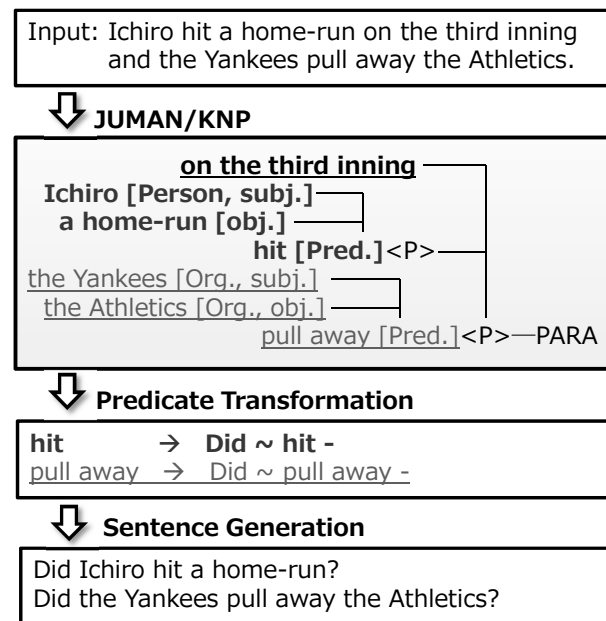 Input: Ichiro hit a home-run on the third inning
and the Yankees pull away the Athletics.
JUMAN/KNP
on the third inning
Ichiro [Person, subj.]
a home-run [obj.]
hit [Pred.]<P>
the Yankees [Org., subj.]
the Athletics [Org., obj.]
pull away [Pred.]<P>—PARA
Predicate Transformation
hit → Did ~ hit -
pull away → Did ~ pull away -
Sentence Generation
Did Ichiro hit a home-run?
Did the Yankees pull away the Athletics?